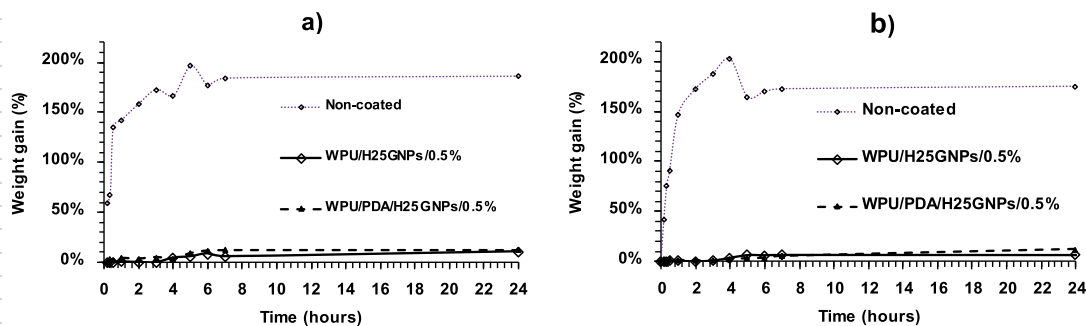 a)
200%
150%
100%
50%
0%
Weight gain (%)
Non-coated
WPU/H25GNPs/0.5%
WPU/PDA/H25GNPs/0.5%
0 2 4 6 8 10 12 14 16 18 20 22 24
Time (hours)
b)
200%
150%
100%
50%
0%
Weight gain (%)
Non-coated
WPU/H25GNPs/0.5%
WPU/PDA/H25GNPs/0.5%
0 2 4 6 8 10 12 14 16 18 20 22 24
Time (hours)